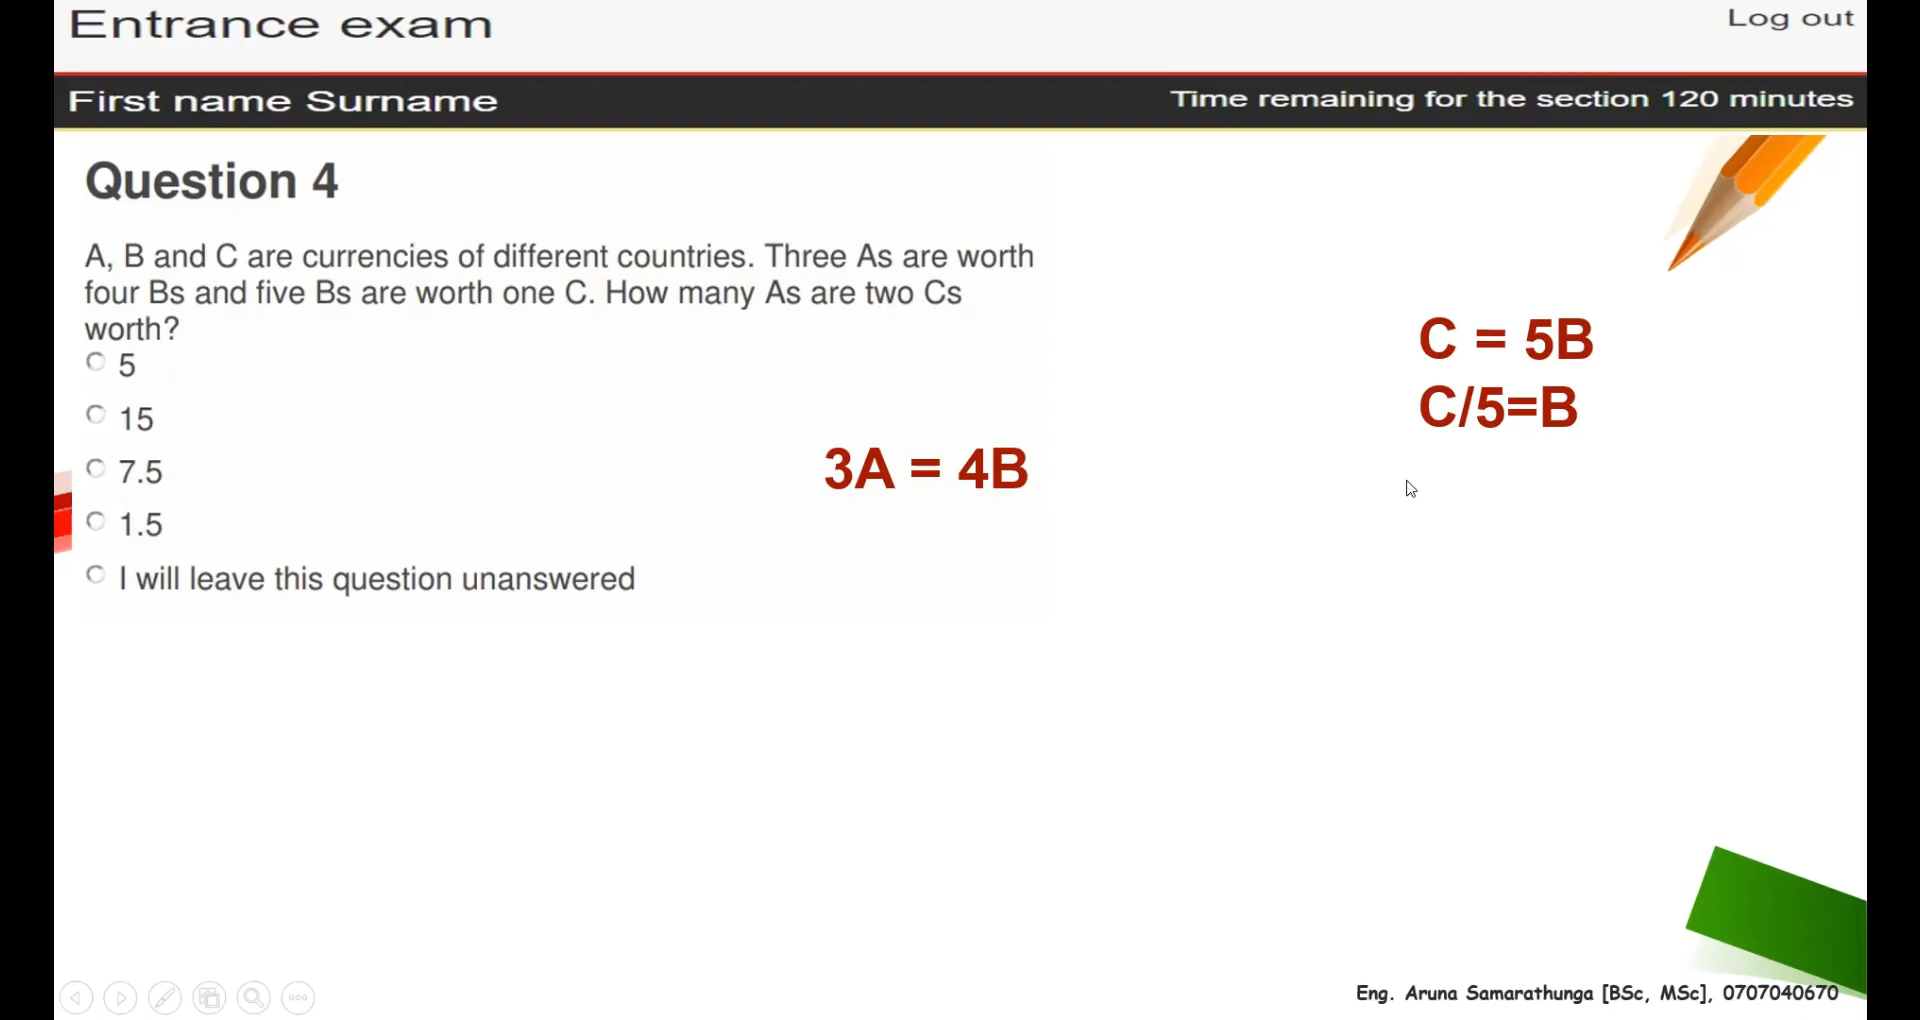 Entrance exam
Log out
First name Surname
Time remaining for the section 120 minutes
Question 4
A, B and C are currencies of different countries. Three As are worth
four Bs and five Bs are worth one C. How many As are two Cs
worth?
5
15
7.5
1.5
I will leave this question unanswered
3A = 4B
C = 5B
C/5=B
Eng. Aruna Samarathunga [BSc, MSc], 0707040670